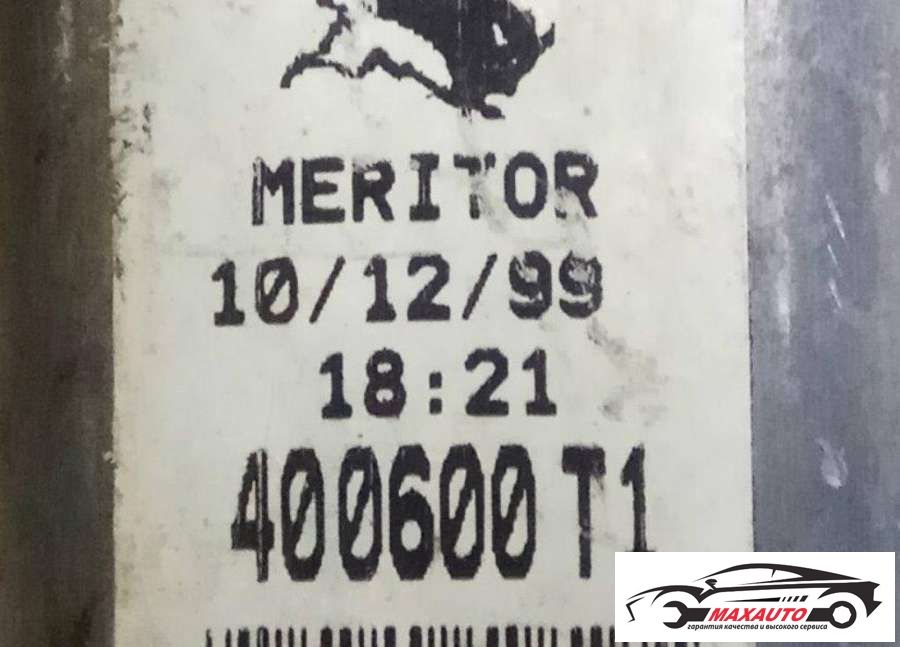 MERITOR
10/12/99
18:21
400600 T1
MAXAUTO
гарантия качества и высокого сервиса